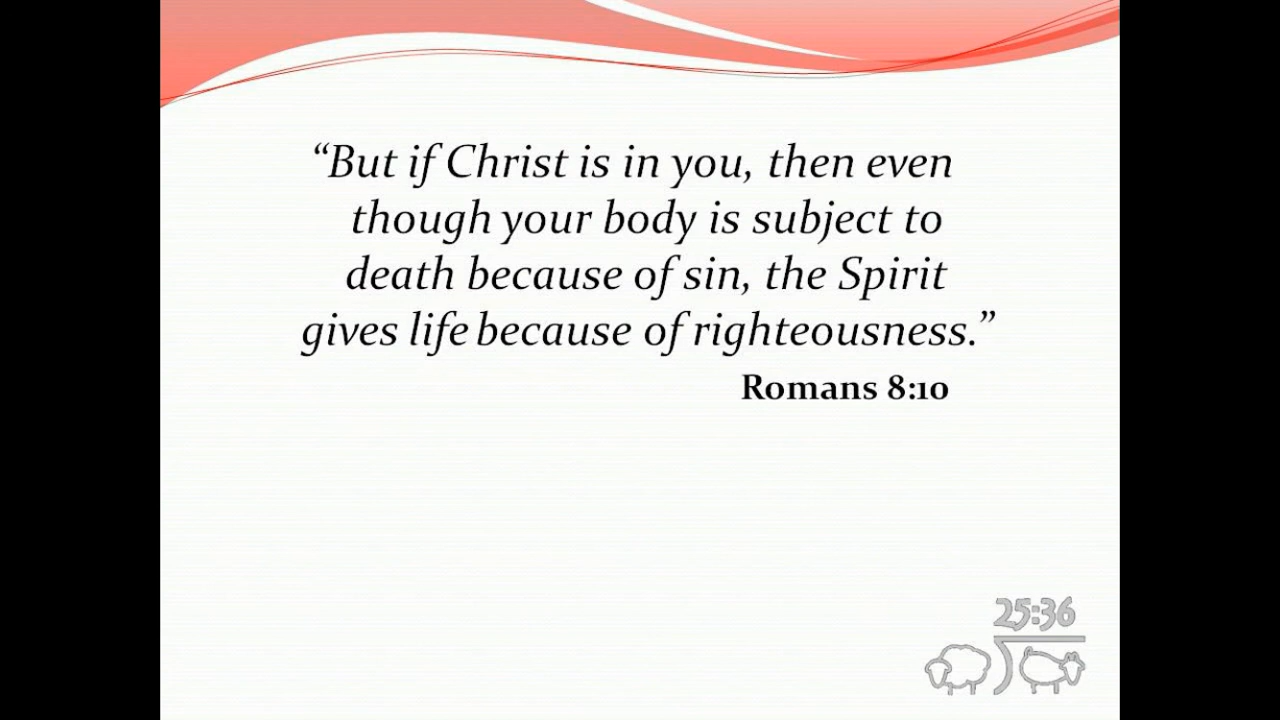 “But if Christ is in you, then even
though your body is subject to
death because of sin, the Spirit
gives life because of righteousness.”
Romans 8:10
25:36